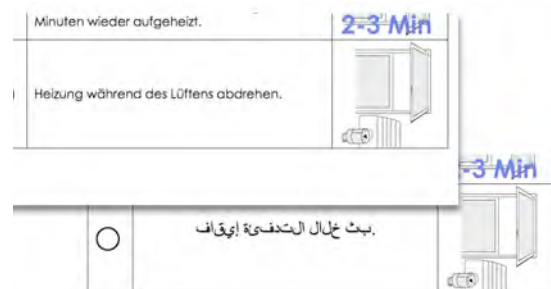 Minuten wieder aufgeheizt.
2-3 Min
Heizung während des Lüftens abdrehen.
-3 Min
بث خلال التدفئة إيقاف.